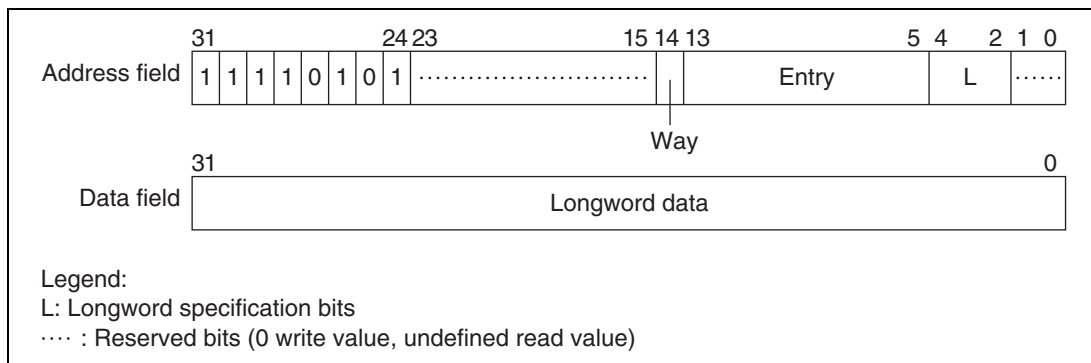 31 24 23 15 14 13 5 4 2 1 0
Address field 1 1 1 1 0 1 0 1 ............................ Entry L ......
Way
31 0
Data field Longword data
Legend:
L: Longword specification bits
.... : Reserved bits (0 write value, undefined read value)